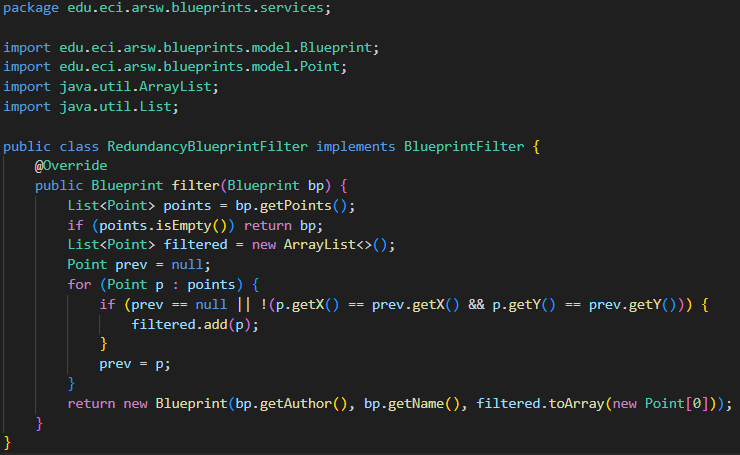 package edu.eci.arsw.blueprints.services;
import edu.eci.arsw.blueprints.model.Blueprint;
import edu.eci.arsw.blueprints.model.Point;
import java.util.ArrayList;
import java.util.List;
public class RedundancyBlueprintFilter implements BlueprintFilter {
    @Override
    public Blueprint filter(Blueprint bp) {
        List<Point> points = bp.getPoints();
        if (points.isEmpty()) return bp;
        List<Point> filtered = new ArrayList<>();
        Point prev = null;
        for (Point p : points) {
            if (prev == null || !(p.getX() == prev.getX() && p.getY() == prev.getY())) {
                filtered.add(p);
            }
            prev = p;
        }
        return new Blueprint(bp.getAuthor(), bp.getName(), filtered.toArray(new Point[0]));
    }
}